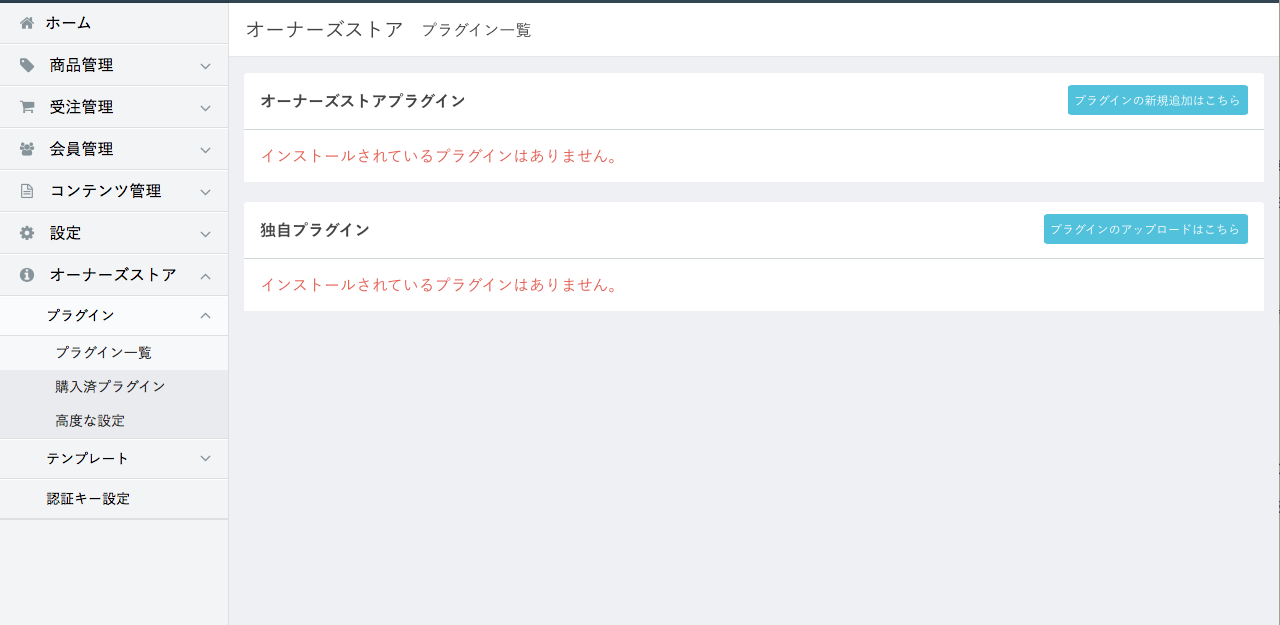 ホーム
商品管理
受注管理
会員管理
コンテンツ管理
設定
オーナーズストア
プラグイン
プラグイン一覧
購入済プラグイン
高度な設定
テンプレート
認証キー設定
オーナーズストア プラグイン一覧
オーナーズストアプラグイン
プラグインの新規追加はこちら
インストールされているプラグインはありません。
独自プラグイン
プラグインのアップロードはこちら
インストールされているプラグインはありません。